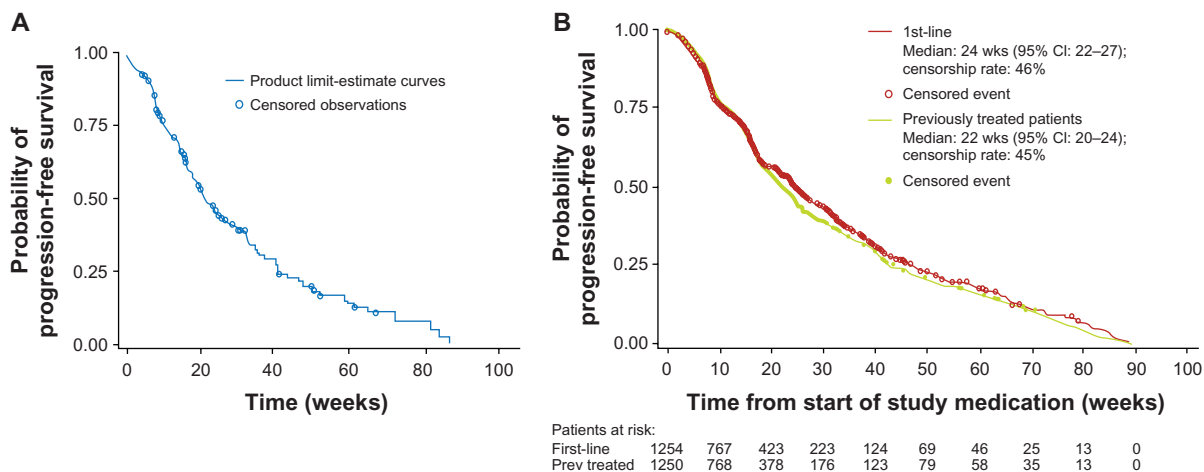 A
Probability of
progression-free survival
1.00
0.75
0.50
0.25
0.00
Product limit-estimate curves
Censored observations
0 20 40 60 80 100
Time (weeks)
B
Probability of
progression-free survival
1.00
0.75
0.50
0.25
0.00
1st-line
Median: 24 wks (95% CI: 22–27);
censorship rate: 46%
Censored event
Previously treated patients
Median: 22 wks (95% CI: 20–24);
censorship rate: 45%
Censored event
0 10 20 30 40 50 60 70 80 90 100
Time from start of study medication (weeks)
Patients at risk:
First-line 1254 767 423 223 124 69 46 25 13 0
Prev treated 1250 768 378 176 123 79 58 35 13 0